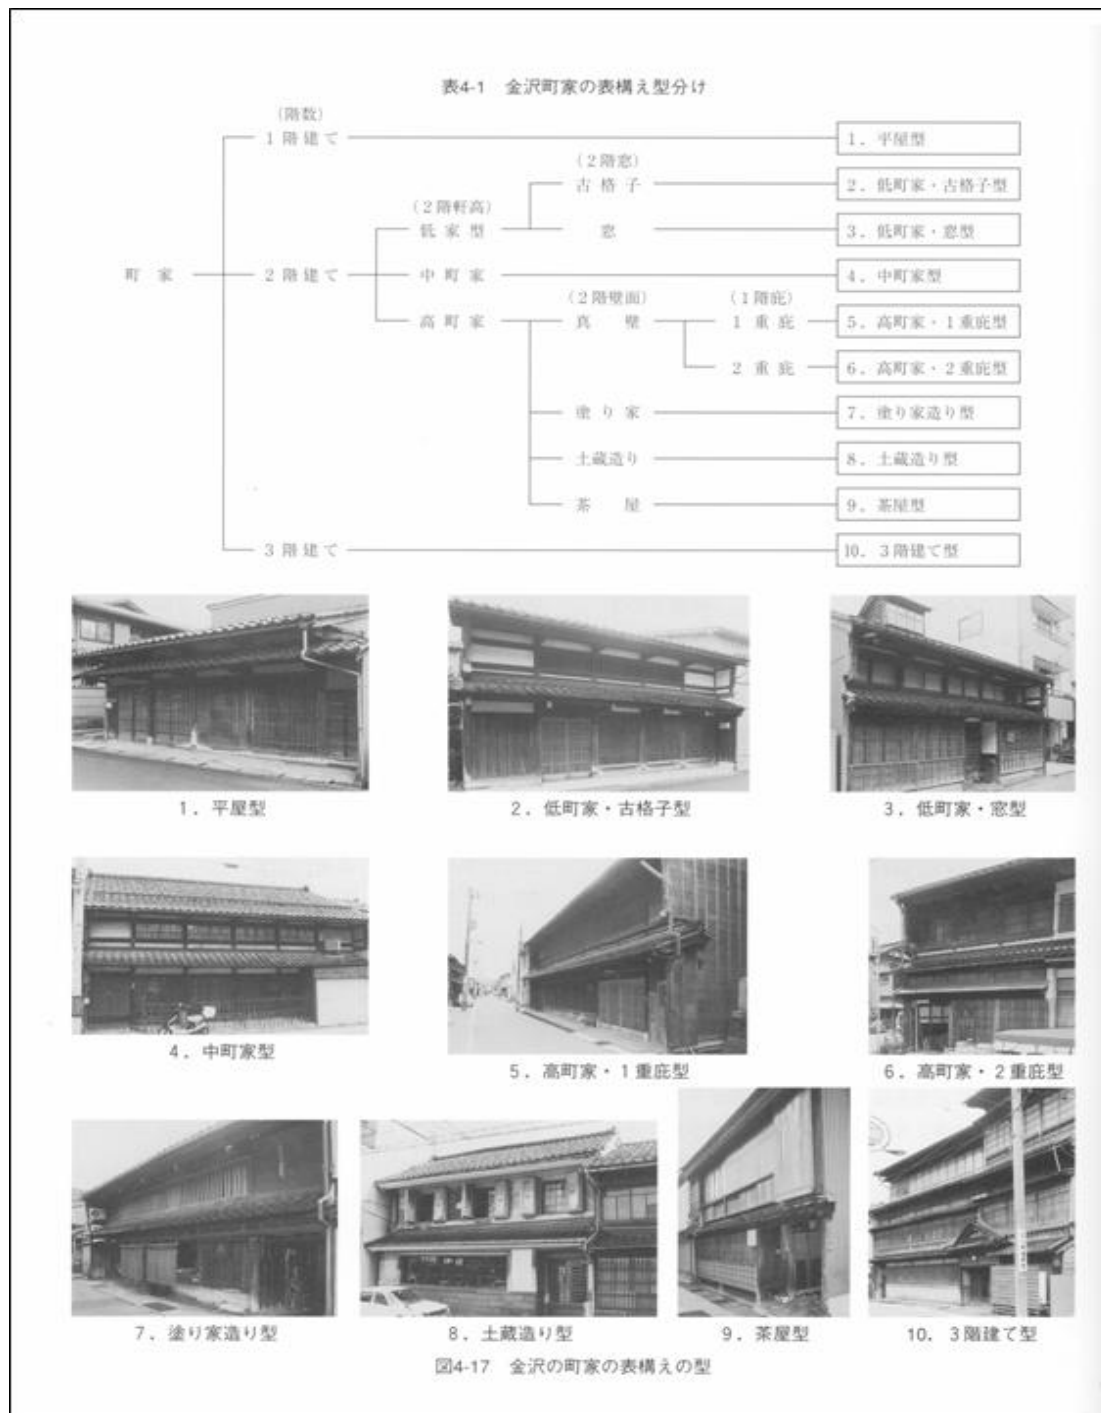 表4-1 金沢町家の表構え型分け
(階数)
1階建て
1．平屋型
(2階窓)
古格子
2．低町家・古格子型
(2階軒高)
低家型
窓
3．低町家・窓型
町家
2階建て
中町家
4．中町家型
(2階壁面)
(1階庇)
高町家
真壁
1重庇
5．高町家・1重庇型
2重庇
6．高町家・2重庇型
塗り家
7．塗り家造り型
土蔵造り
8．土蔵造り型
茶屋
9．茶屋型
3階建て
10．3階建て型
1．平屋型
2．低町家・古格子型
3．低町家・窓型
4．中町家型
5．高町家・1重庇型
6．高町家・2重庇型
7．塗り家造り型
8．土蔵造り型
9．茶屋型
10．3階建て型
図4-17 金沢の町家の表構えの型